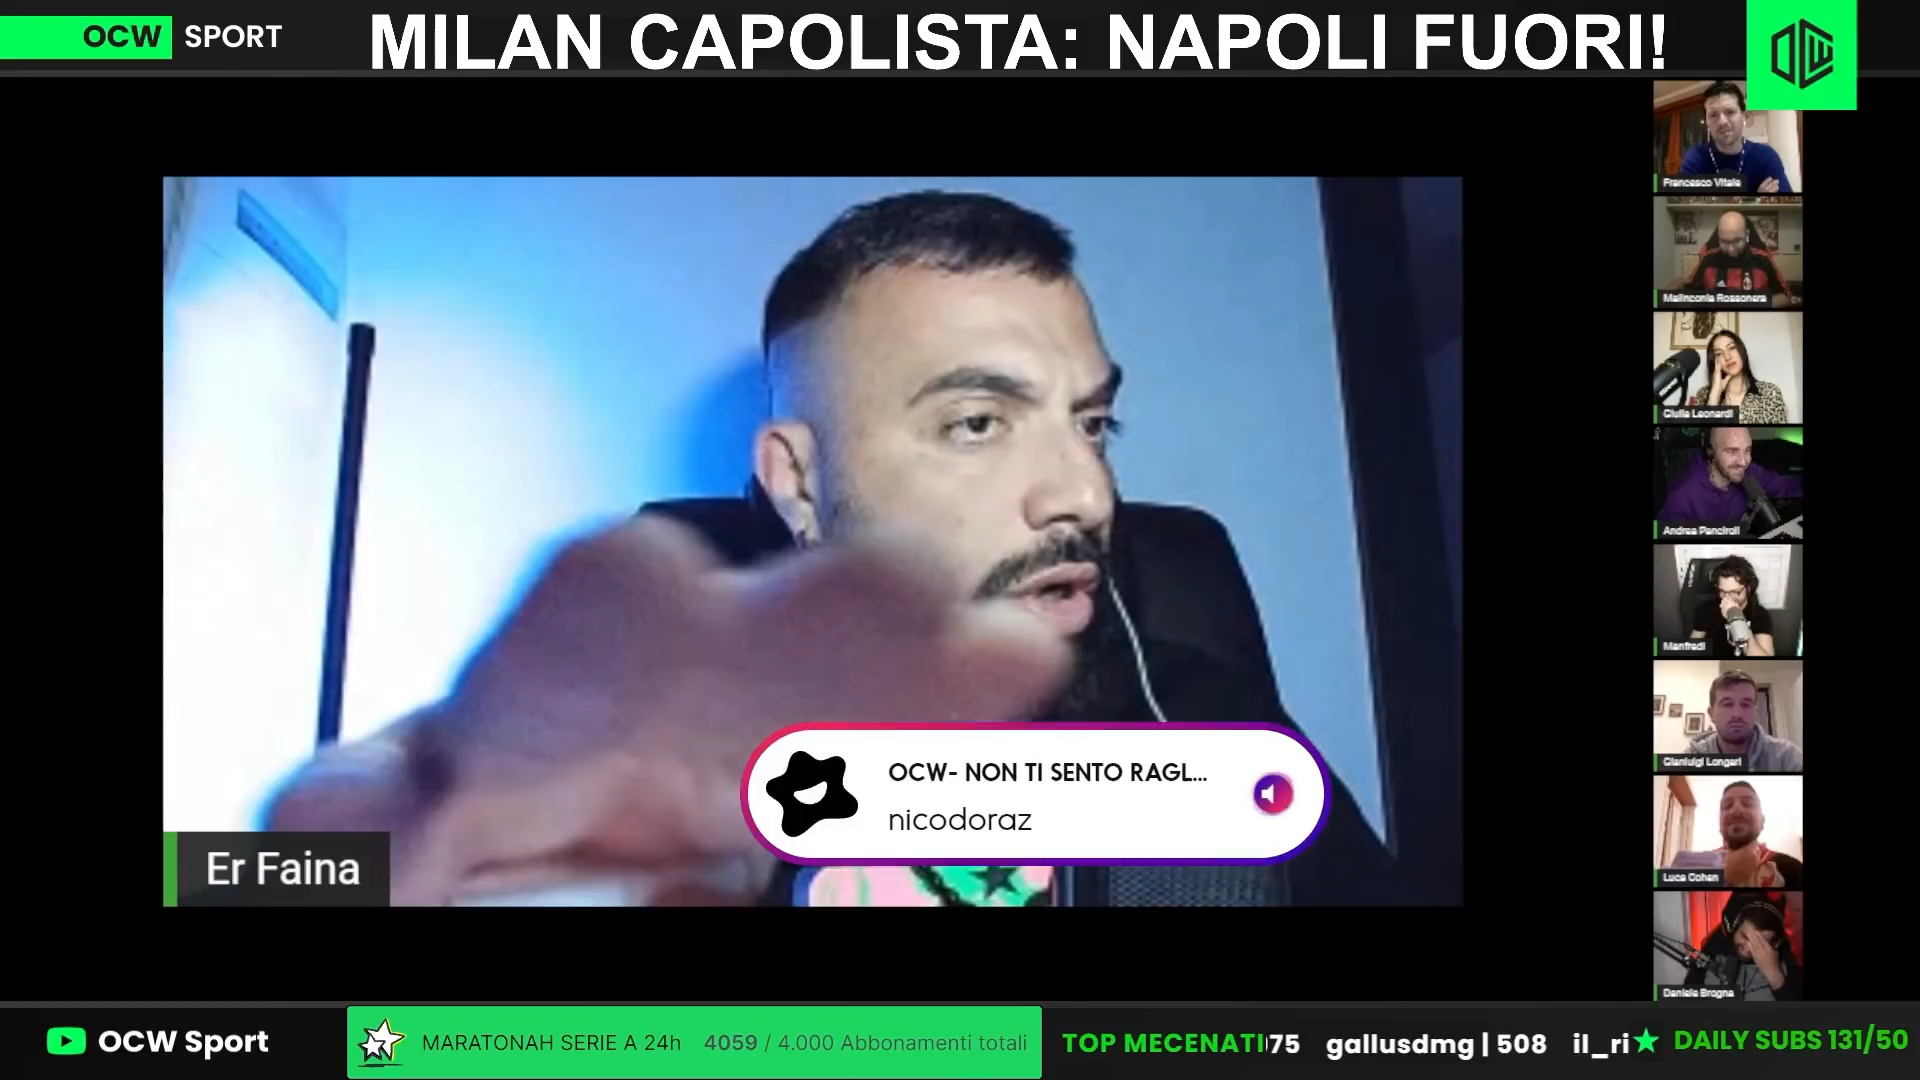 OCW SPORT
MILAN CAPOLISTA: NAPOLI FUORI!
OCW
Francesco Vitale
Malinconia Rossonera
Giulia Leonardi
Andrea Panciroli
Manfredi
Gianluigi Longari
Luca Cohen
Daniele Brogna
OCW- NON TI SENTO RAGL...
nicodoraz
Er Faina
OCW Sport
MARATONAH SERIE A 24h 4059 / 4.000 Abbonamenti totali
TOP MECENATI 75 gallusdmg | 508 il_ri
DAILY SUBS 131/50